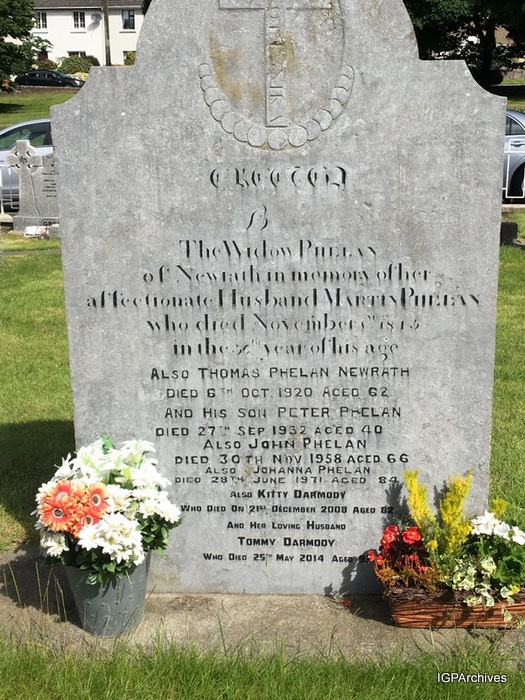 ERECTED
By
The Widow Phelan
of Newrath in memory of her
affectionate Husband Martin Phelan
who died November
in the year of his age
Also Thomas Phelan Newrath
Died 6th Oct. 1920 Aged 62
And His Son Peter Phelan
Died 27th Sep 1932 aged 40
Also John Phelan
Died 30th Nov 1958 aged 66
Also Johanna Phelan
Died 28th June 1971 Aged 84
Also Kitty Darmody
Who Died On 21st December 2008 Aged 82
And Her Loving Husband
Tommy Darmody
Who Died 25th May 2014 Aged
IGPArchives